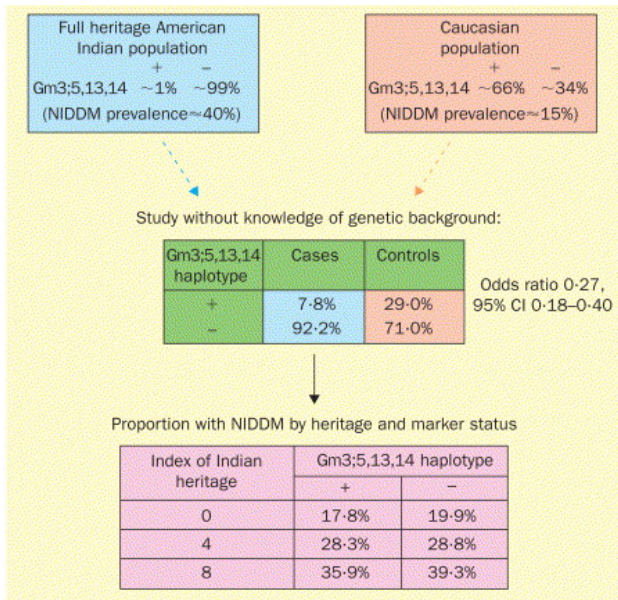 Full heritage American
Indian population
+ −
Gm3;5,13,14 ~1% ~99%
(NIDDM prevalence≈40%)
Caucasian
population
+ −
Gm3;5,13,14 ~66% ~34%
(NIDDM prevalence≈15%)
Study without knowledge of genetic background:
Gm3;5,13,14 haplotype Cases Controls
+ 7·8% 29·0%
− 92·2% 71·0%
Odds ratio 0·27,
95% CI 0·18–0·40
Proportion with NIDDM by heritage and marker status
Index of Indian heritage Gm3;5,13,14 haplotype
+ −
0 17·8% 19·9%
4 28·3% 28·8%
8 35·9% 39·3%